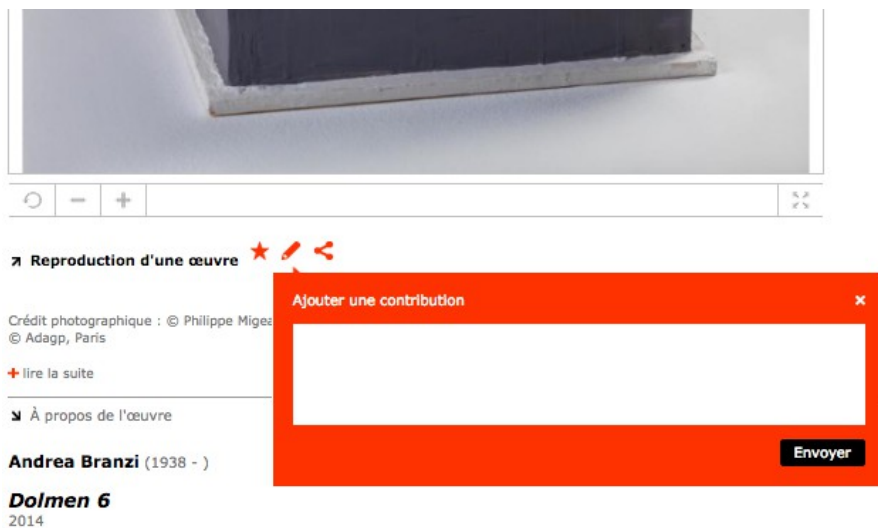 Reproduction d'une œuvre
Ajouter une contribution
Crédit photographique : © Philippe
© Adagp, Paris
+ lire la suite
À propos de l'œuvre
Envoyer
Andrea Branzi (1938 - )
Dolmen 6
2014